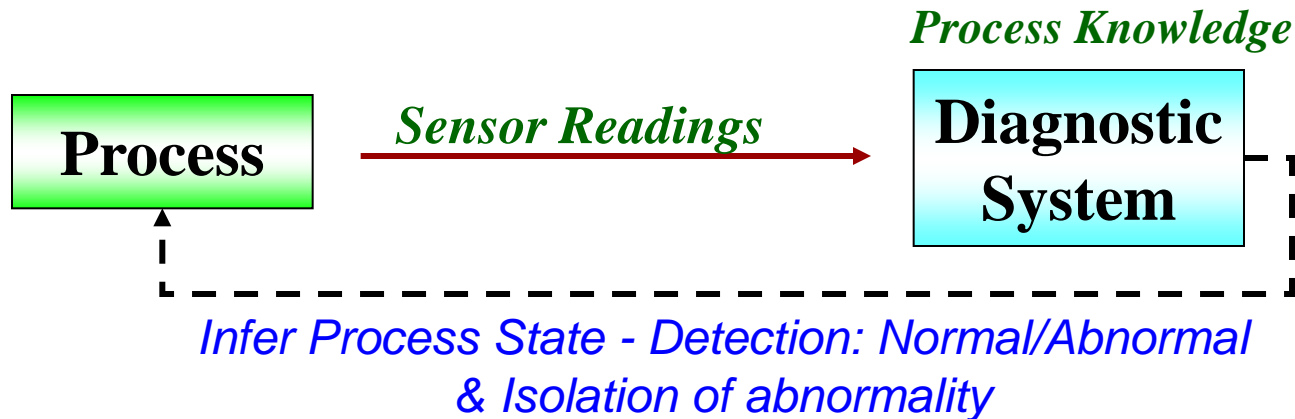 Process Knowledge
Process
Sensor Readings
Diagnostic
System
Infer Process State - Detection: Normal/Abnormal
& Isolation of abnormality